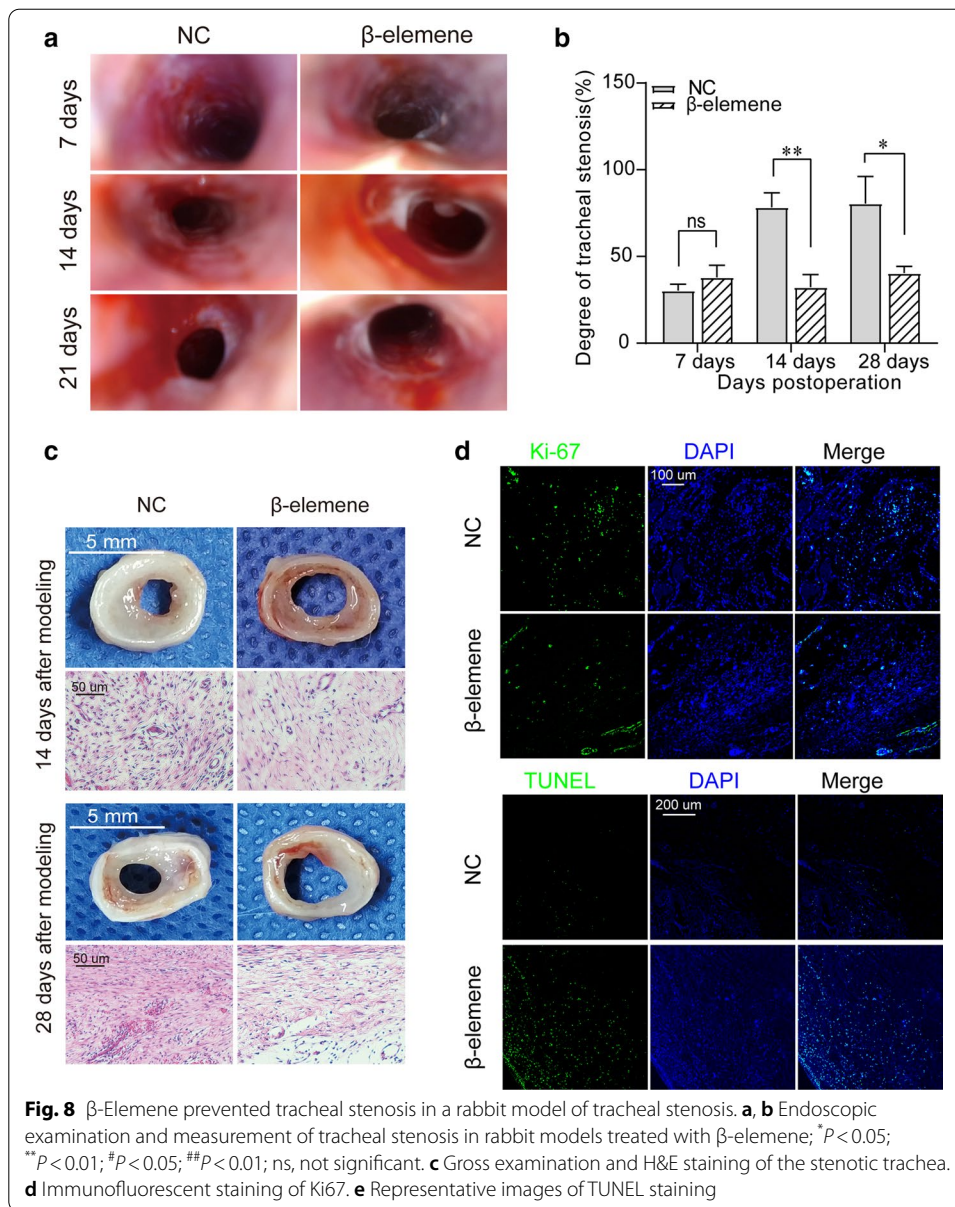 a
NC
β-elemene
7 days
14 days
21 days
b
Degree of tracheal stenosis(%)
150
100
50
0
NC
β-elemene
ns
**
*
7 days
14 days
28 days
Days postoperation
c
NC
β-elemene
14 days after modeling
5 mm
50 um
28 days after modeling
5 mm
50 um
d
Ki-67
DAPI
Merge
100 um
NC
β-elemene
TUNEL
DAPI
Merge
200 um
NC
β-elemene
Fig. 8 β-Elemene prevented tracheal stenosis in a rabbit model of tracheal stenosis. a, b Endoscopic
examination and measurement of tracheal stenosis in rabbit models treated with β-elemene; *P < 0.05;
**P < 0.01; #P < 0.05; ##P < 0.01; ns, not significant. c Gross examination and H&E staining of the stenotic trachea.
d Immunofluorescent staining of Ki67. e Representative images of TUNEL staining